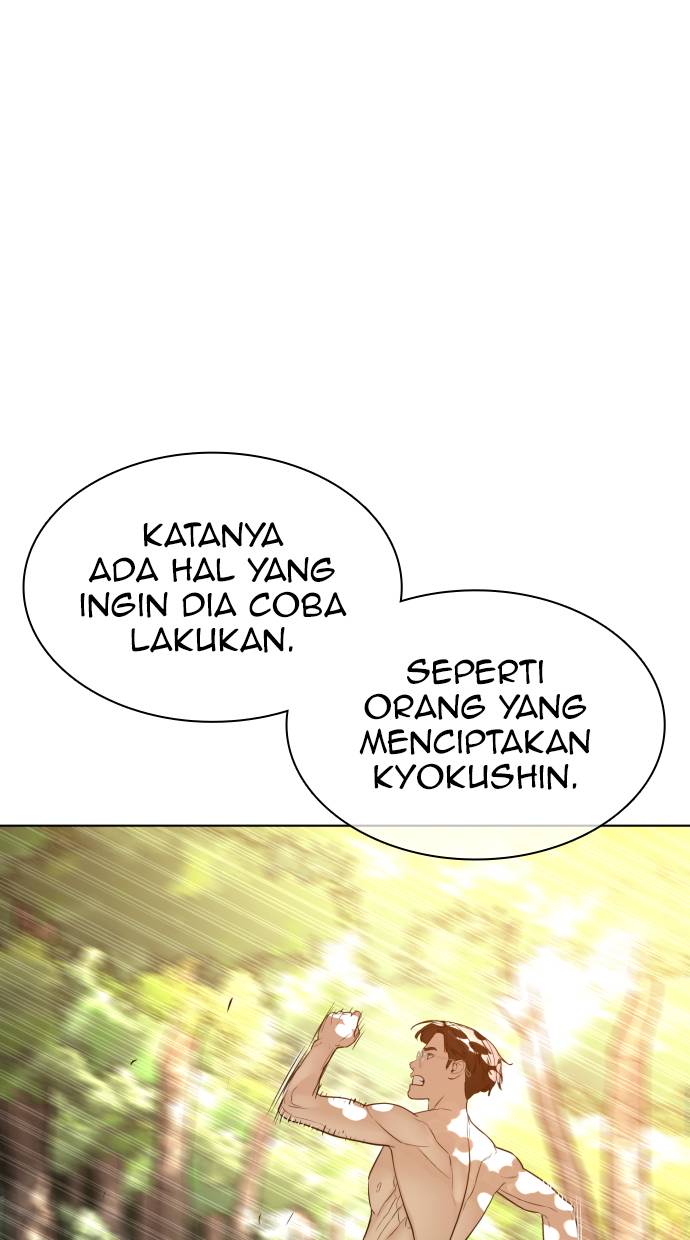 KATANYA
ADA HAL YANG
INGIN DIA COBA
LAKUKAN.
SEPERTI
ORANG YANG
MENCIPTAKAN
KYOKUSHIN.